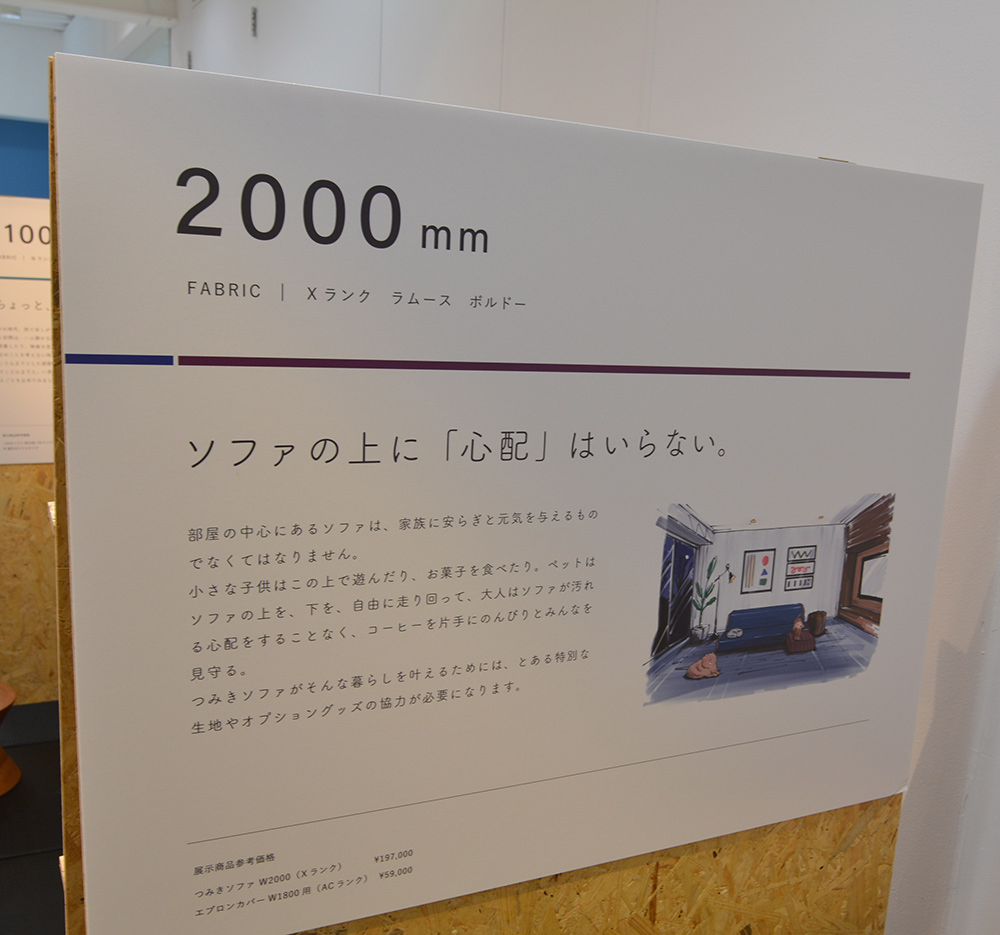 2000 mm
FABRIC | Xランク ラムース ボルドー
ソファの上に「心配」はいらない。
部屋の中心にあるソファは、家族に安らぎと元気を与えるもの
でなくてはなりません。
小さな子供はこの上で遊んだり、お菓子を食べたり。ペットは
ソファの上を、下を、自由に走り回って、大人はソファが汚れ
る心配をすることなく、コーヒーを片手にのんびりとみんなを
見守る。
つみきソファがそんな暮らしを叶えるためには、とある特別な
生地やオプショングッズの協力が必要になります。
展示商品参考価格
つみきソファ W2000（Xランク） ¥197,000
エプロンカバー W1800用（ACランク） ¥59,000
100
ちょっと、